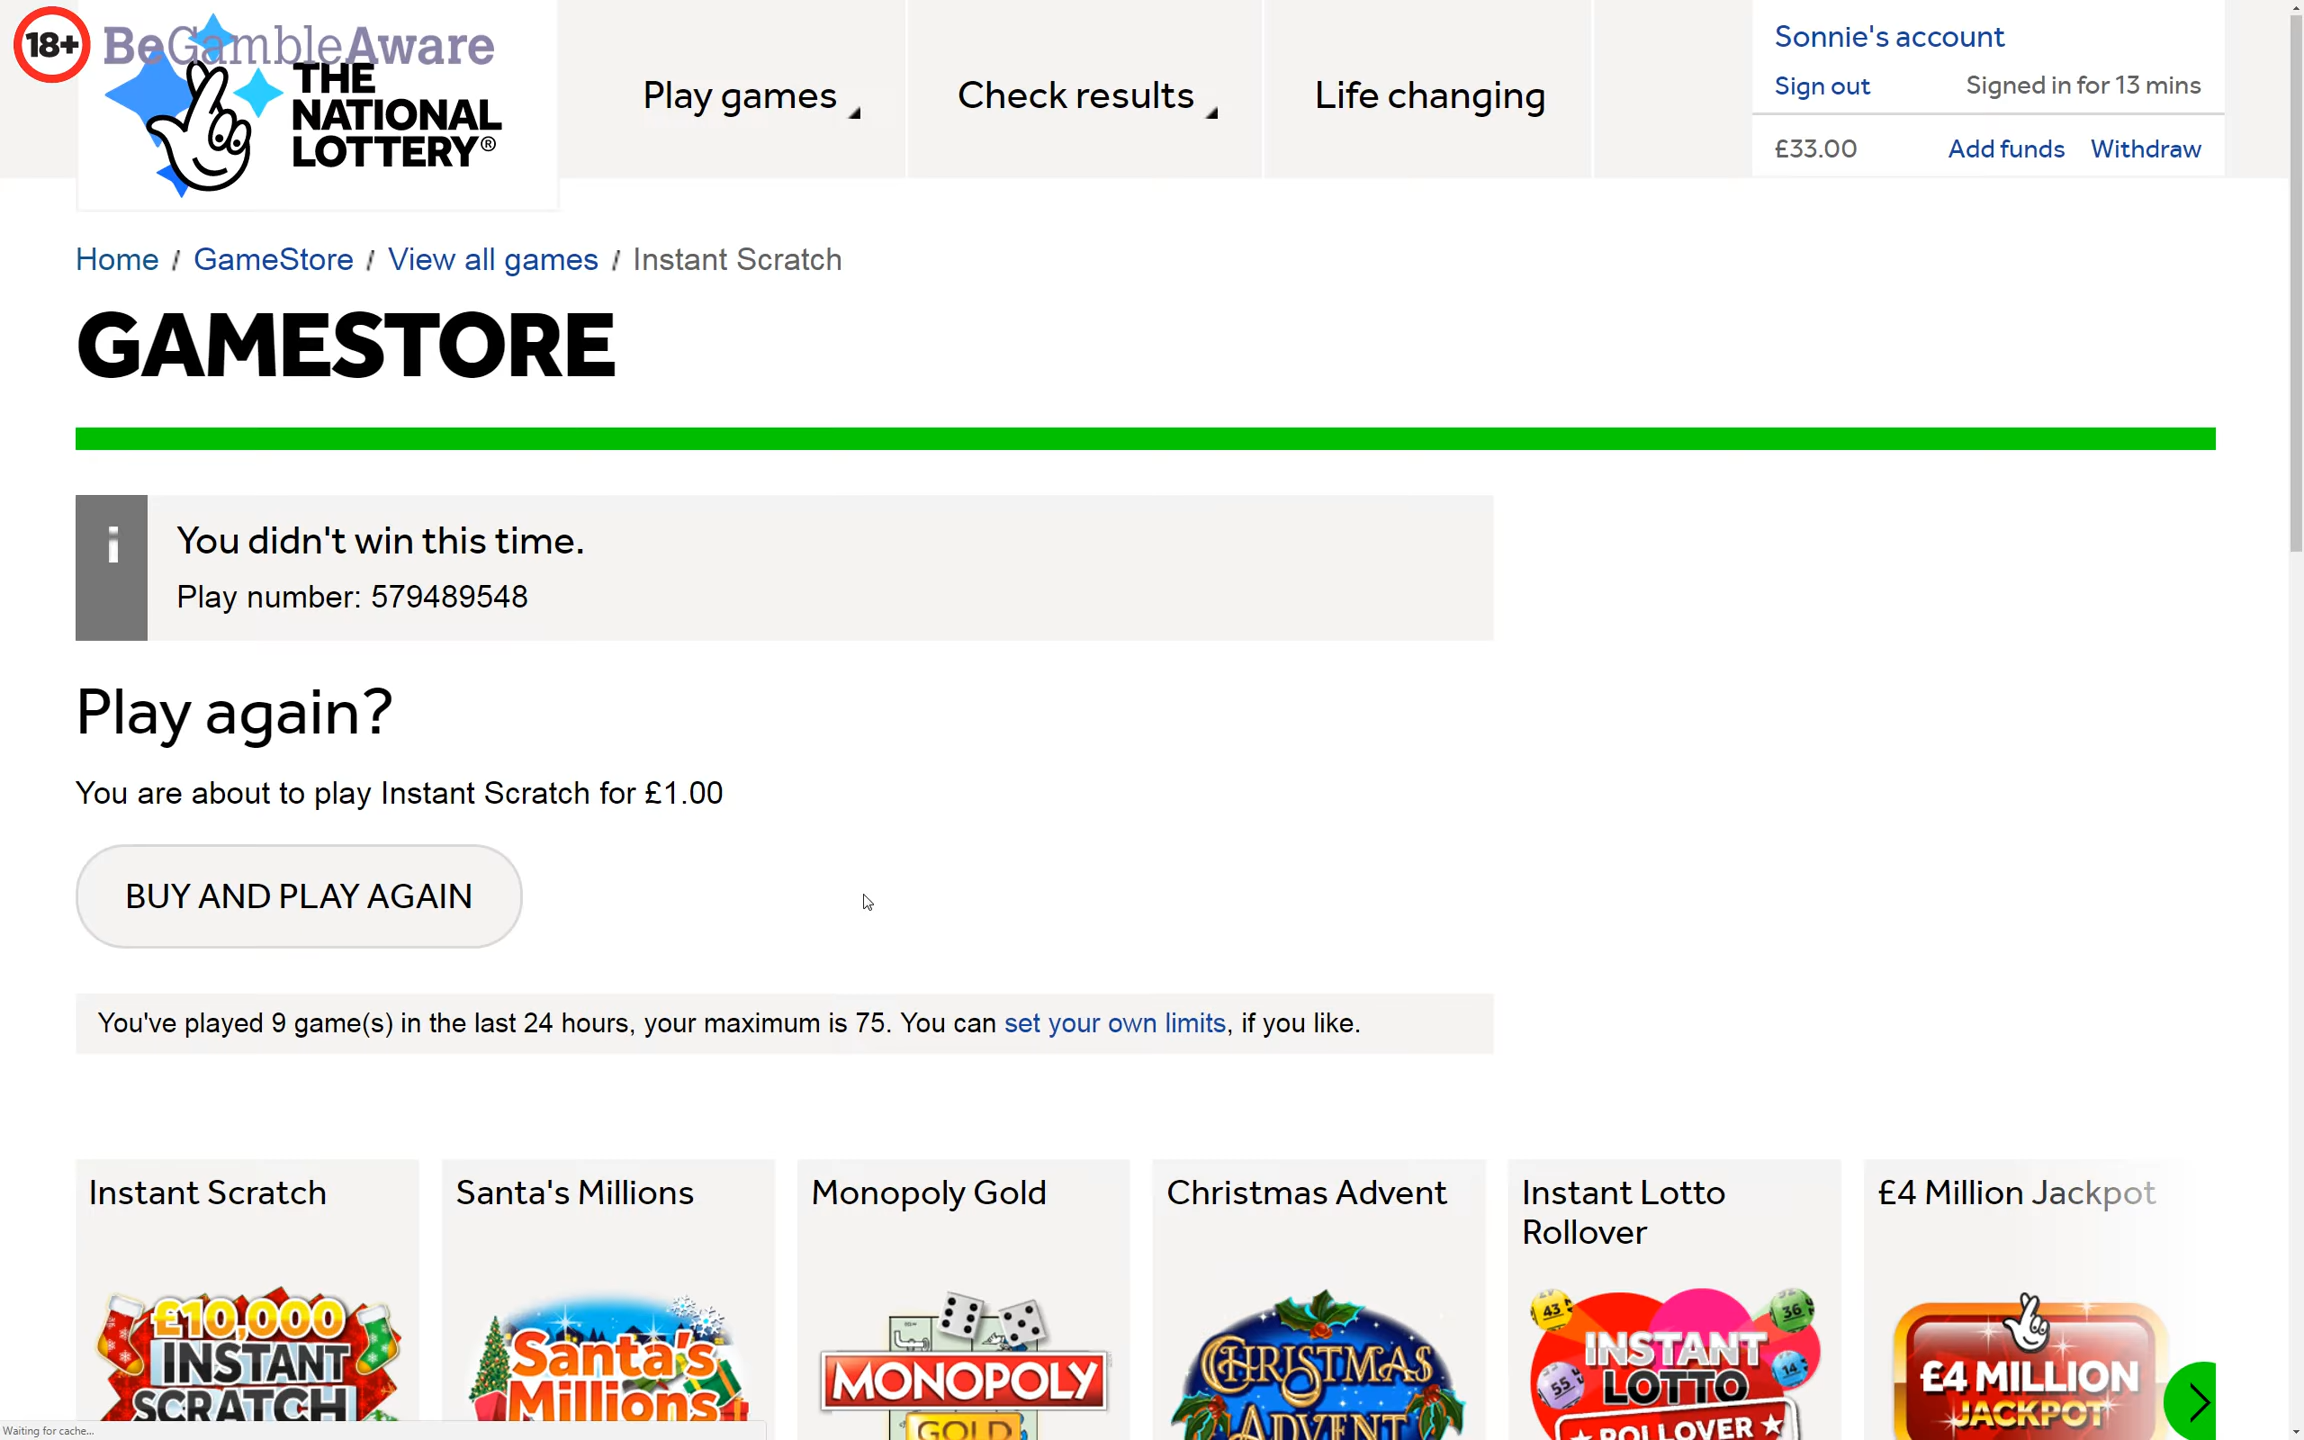 18+ BeGambleAware
THE
NATIONAL
LOTTERY®
Play games
Check results
Life changing
Sonnie's account
Sign out
Signed in for 13 mins
£33.00
Add funds
Withdraw
Home / GameStore / View all games / Instant Scratch
GAMESTORE
i
You didn't win this time.
Play number: 579489548
Play again?
You are about to play Instant Scratch for £1.00
BUY AND PLAY AGAIN
You've played 9 game(s) in the last 24 hours, your maximum is 75. You can set your own limits, if you like.
Instant Scratch
£10,000
INSTANT
SCRATCH
Santa's Millions
Santa's
Millions
Monopoly Gold
MONOPOLY
GOLD
Christmas Advent
CHRISTMAS
ADVENT
Instant Lotto
Rollover
43
36
55
14
INSTANT
LOTTO
ROLLOVER
£4 Million Jackpot
£4 MILLION
JACKPOT
Waiting for cache...